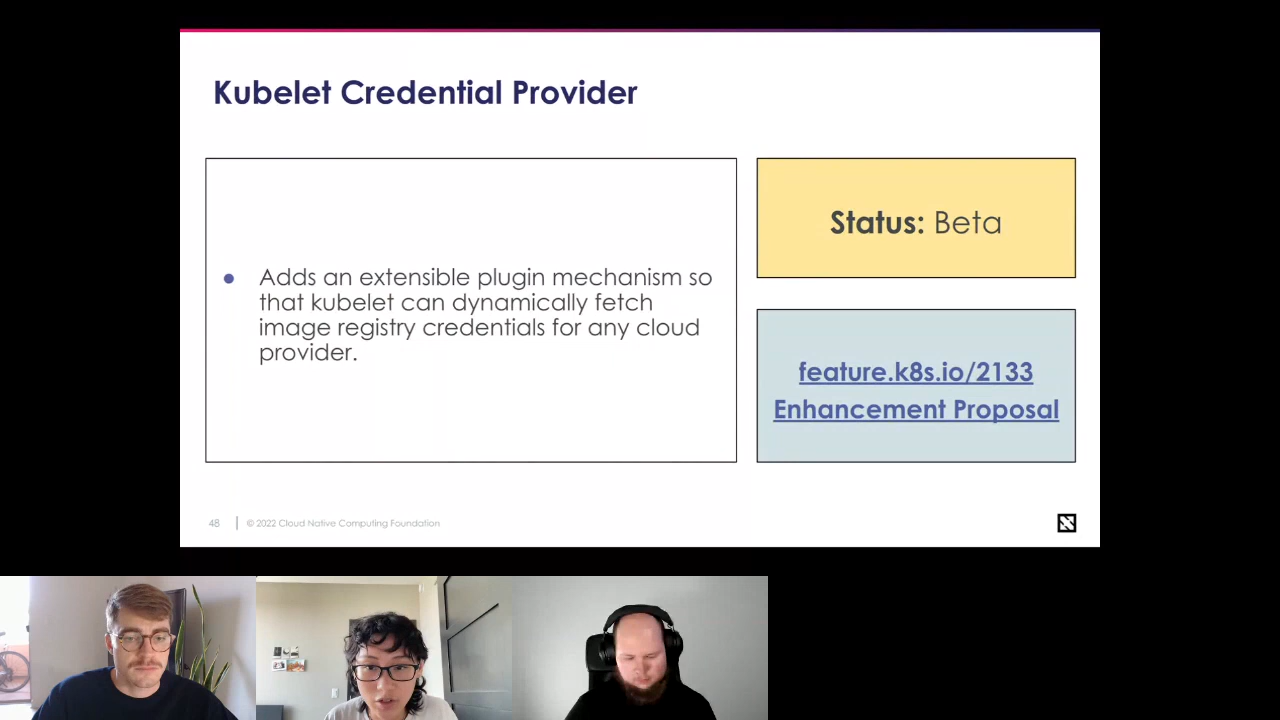 Kubelet Credential Provider
● Adds an extensible plugin mechanism so
that kubelet can dynamically fetch
image registry credentials for any cloud
provider.
Status: Beta
feature.k8s.io/2133
Enhancement Proposal
48 | © 2022 Cloud Native Computing Foundation